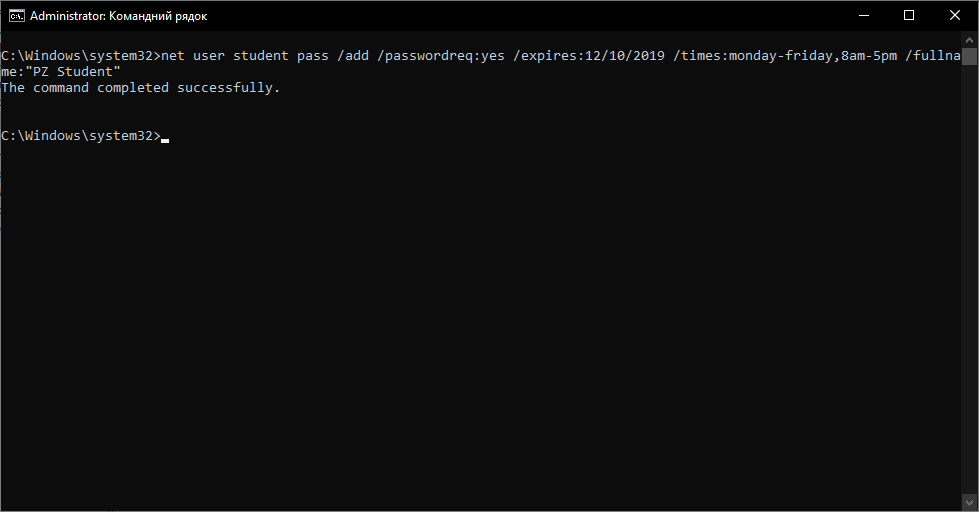 Administrator: Командний рядок
C:\Windows\system32>net user student pass /add /passwordreq:yes /expires:12/10/2019 /times:monday-friday,8am-5pm /fullna
me:"PZ Student"
The command completed successfully.
C:\Windows\system32>